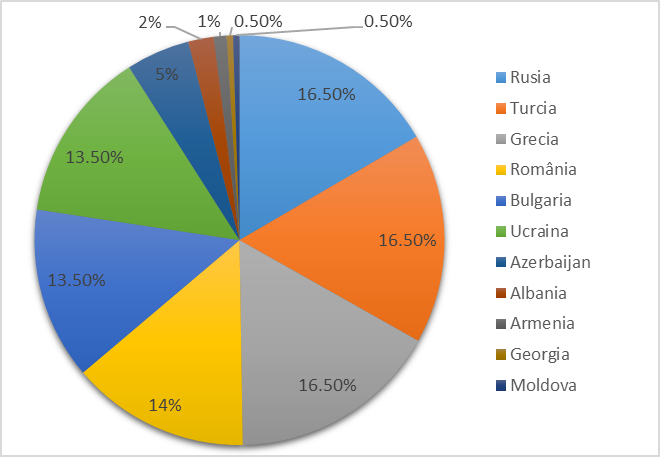 2%
1%
0.50%
0.50%
5%
16.50%
13.50%
16.50%
13.50%
16.50%
14%
Rusia
Turcia
Grecia
România
Bulgaria
Ucraina
Azerbaijan
Albania
Armenia
Georgia
Moldova